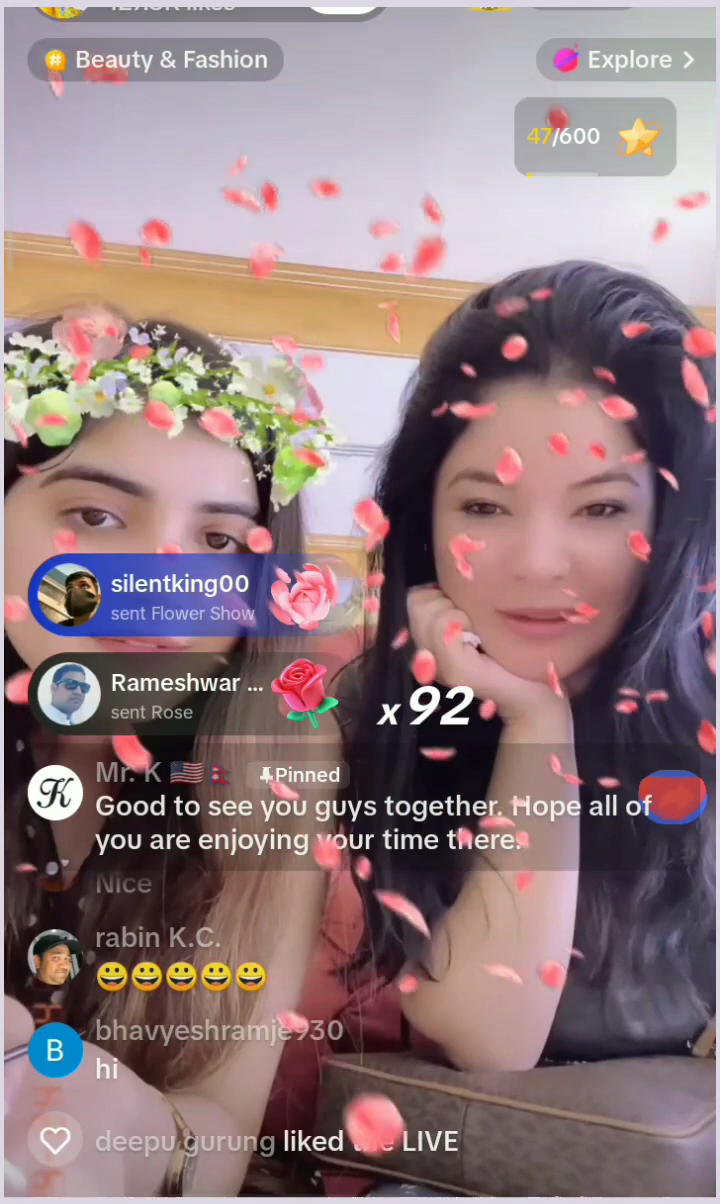 Beauty & Fashion
Explore
47/600
silentking00
sent Flower Show
Rameshwar ...
sent Rose
x 92
Mr. K 🇺🇸🇳🇵 Pinned
Good to see you guys together. Hope all of
you are enjoying your time there.
Nice
rabin K.C.
😀😀😀😀😀
B
bhavyeshramje930
hi
deepu gurung liked the LIVE